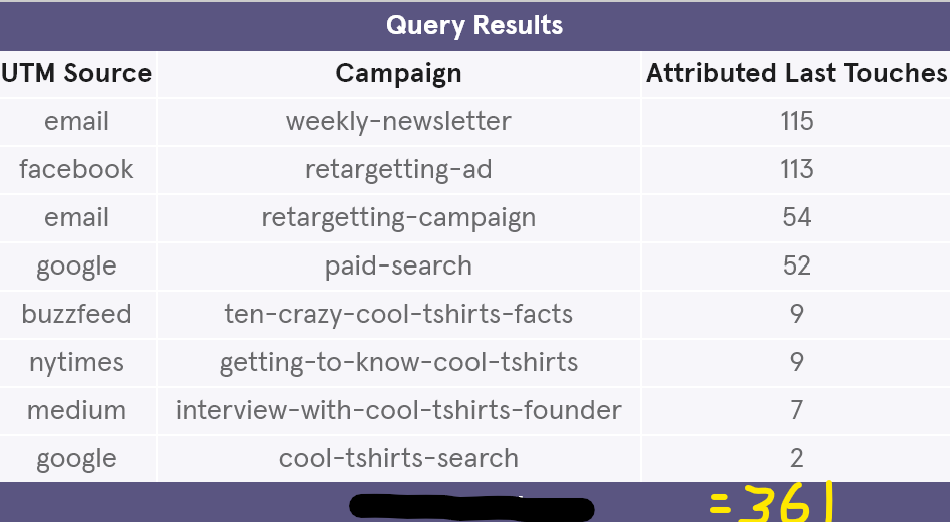 Query Results
UTM Source Campaign Attributed Last Touches
email weekly-newsletter 115
facebook retargetting-ad 113
email retargetting-campaign 54
google paid-search 52
buzzfeed ten-crazy-cool-tshirts-facts 9
nytimes getting-to-know-cool-tshirts 9
medium interview-with-cool-tshirts-founder 7
google cool-tshirts-search 2
=361